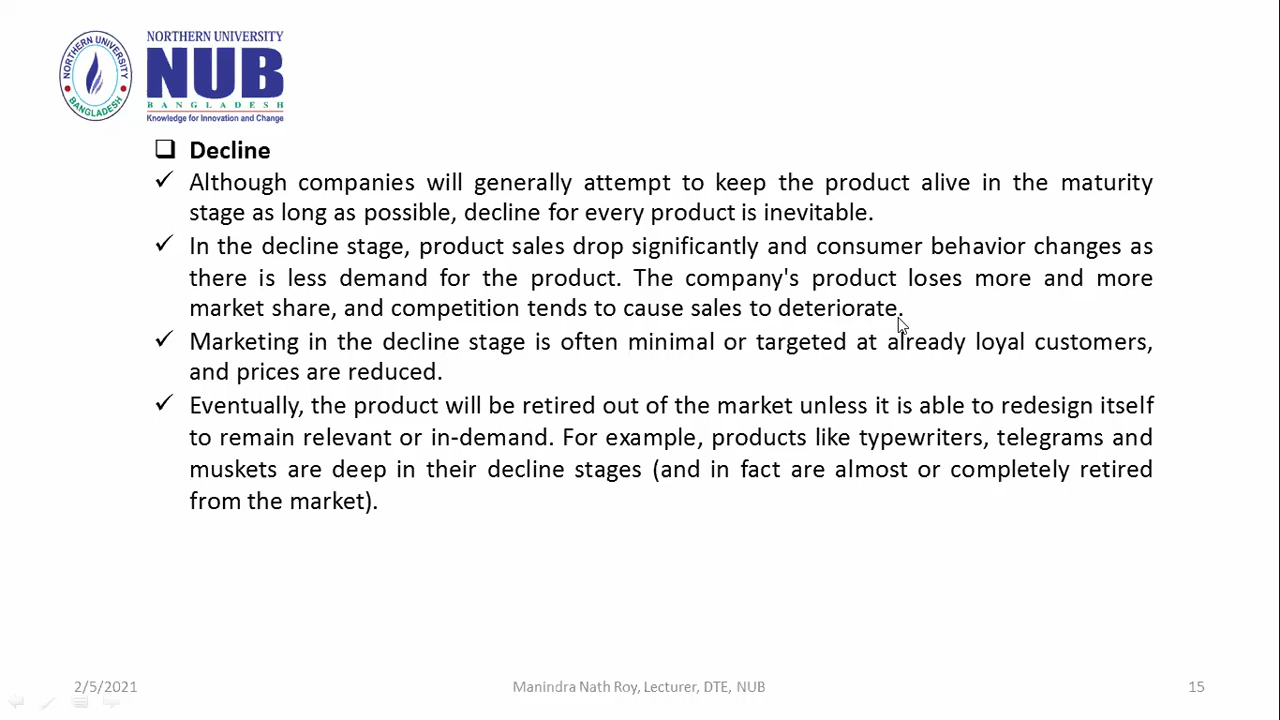 NORTHERN UNIVERSITY
BANGLADESH
NORTHERN UNIVERSITY
NUB
BANGLADESH
Knowledge for Innovation and Change
Decline
Although companies will generally attempt to keep the product alive in the maturity
stage as long as possible, decline for every product is inevitable.
In the decline stage, product sales drop significantly and consumer behavior changes as
there is less demand for the product. The company's product loses more and more
market share, and competition tends to cause sales to deteriorate.
Marketing in the decline stage is often minimal or targeted at already loyal customers,
and prices are reduced.
Eventually, the product will be retired out of the market unless it is able to redesign itself
to remain relevant or in-demand. For example, products like typewriters, telegrams and
muskets are deep in their decline stages (and in fact are almost or completely retired
from the market).
2/5/2021
Manindra Nath Roy, Lecturer, DTE, NUB
15